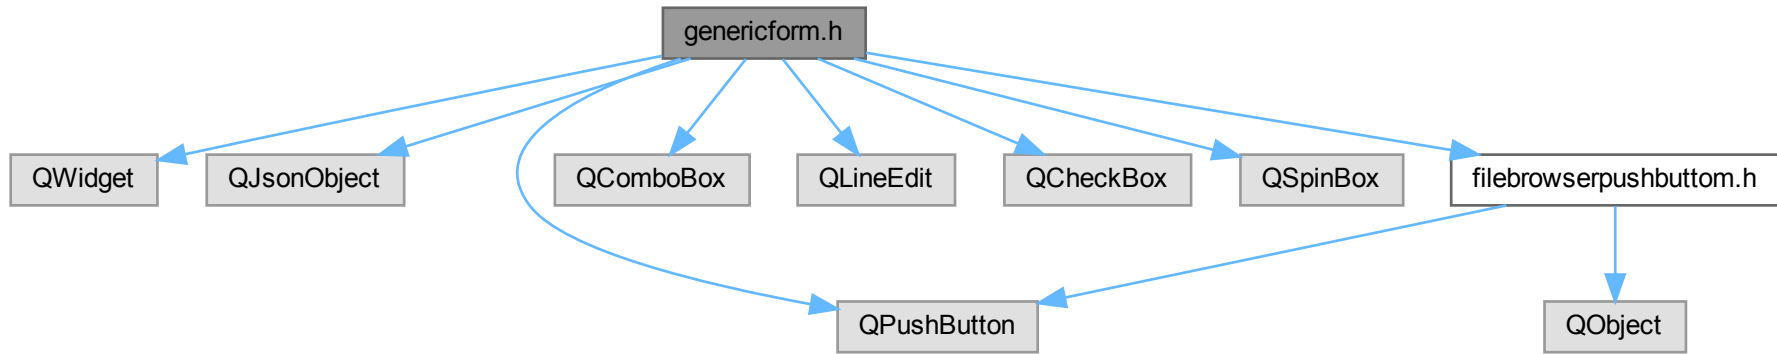 genericform.h
QWidget
QJsonObject
QComboBox
QLineEdit
QCheckBox
QSpinBox
filebrowserpushbuttom.h
QPushButton
QObject